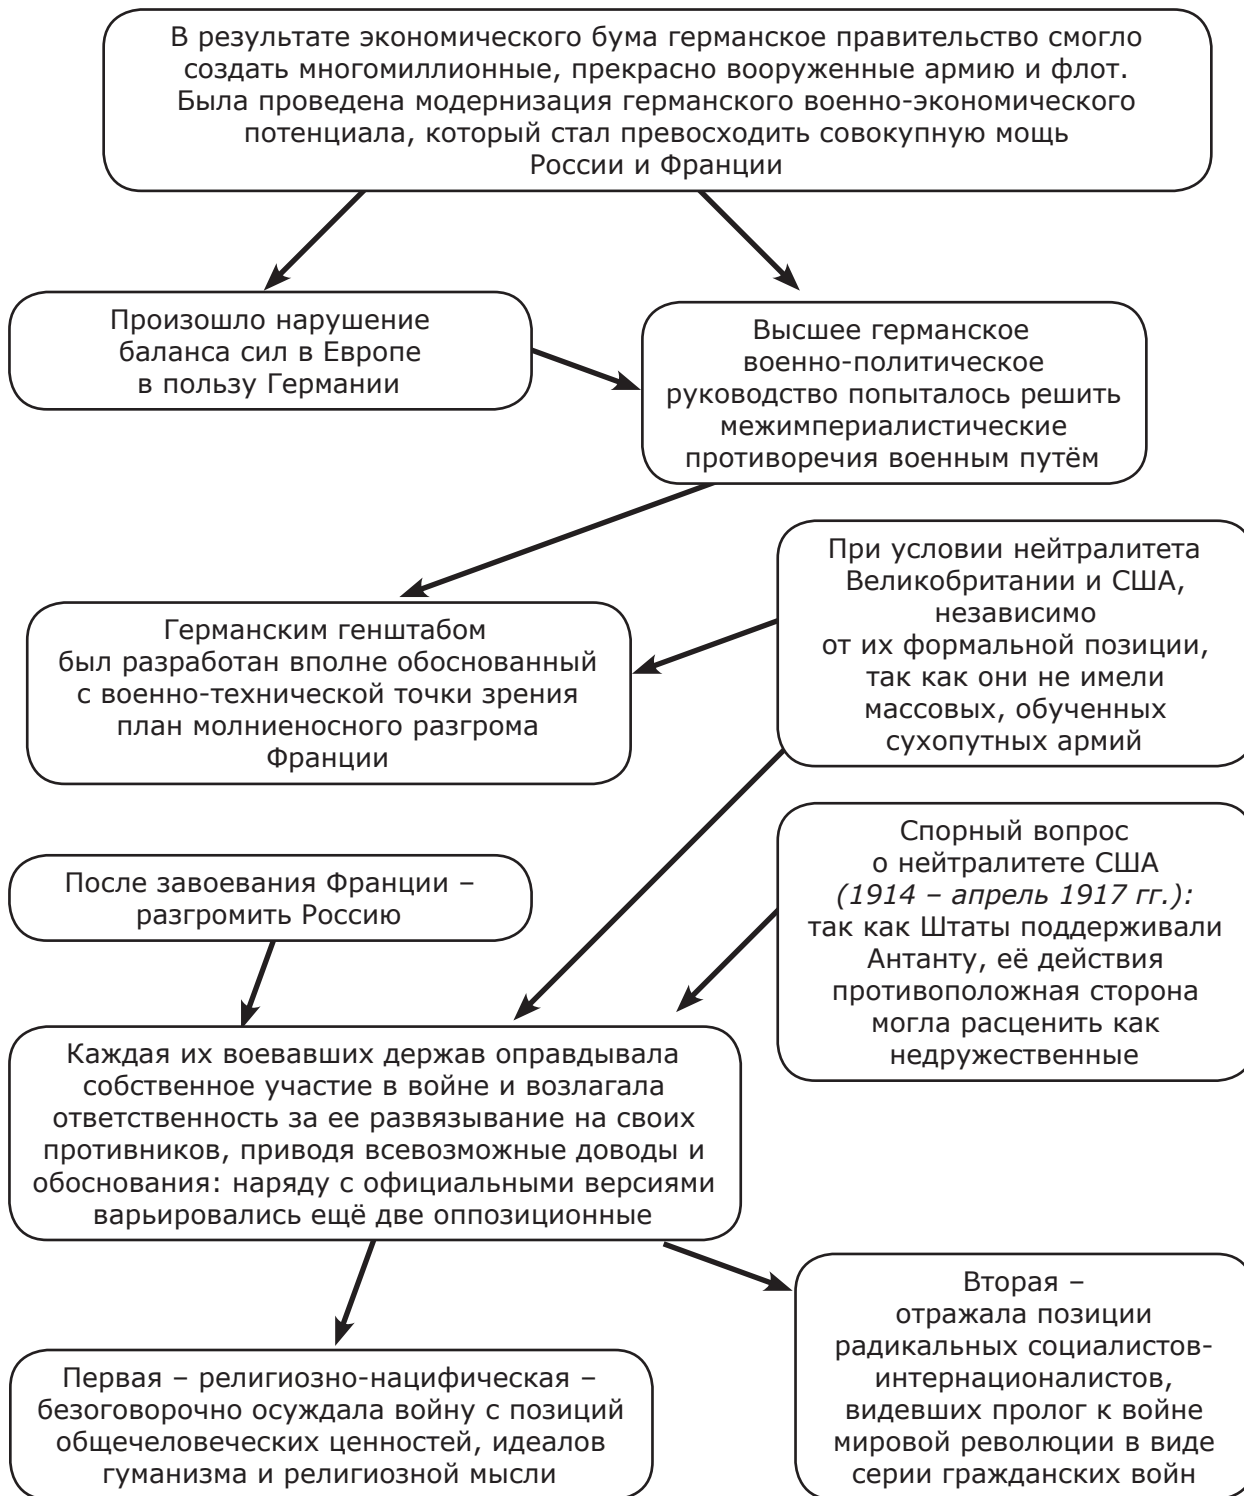 В результате экономического бума германское правительство смогло
создать многомиллионные, прекрасно вооруженные армию и флот.
Была проведена модернизация германского военно-экономического
потенциала, который стал превосходить совокупную мощь
России и Франции
Произошло нарушение
баланса сил в Европе
в пользу Германии
Высшее германское
военно-политическое
руководство попыталось решить
межимпериалистические
противоречия военным путём
При условии нейтралитета
Великобритании и США,
независимо
от их формальной позиции,
так как они не имели
массовых, обученных
сухопутных армий
Германским генштабом
был разработан вполне обоснованный
с военно-технической точки зрения
план молниеносного разгрома
Франции
Спорный вопрос
о нейтралитете США
(1914 – апрель 1917 гг.):
так как Штаты поддерживали
Антанту, её действия
противоположная сторона
могла расценить как
недружественные
После завоевания Франции –
разгромить Россию
Каждая их воевавших держав оправдывала
собственное участие в войне и возлагала
ответственность за ее развязывание на своих
противников, приводя всевозможные доводы и
обоснования: наряду с официальными версиями
варьировались ещё две оппозиционные
Вторая –
отражала позиции
радикальных социалистов-
интернационалистов,
видевших пролог к войне
мировой революции в виде
серии гражданских войн
Первая – религиозно-нацифическая –
безоговорочно осуждала войну с позиций
общечеловеческих ценностей, идеалов
гуманизма и религиозной мысли